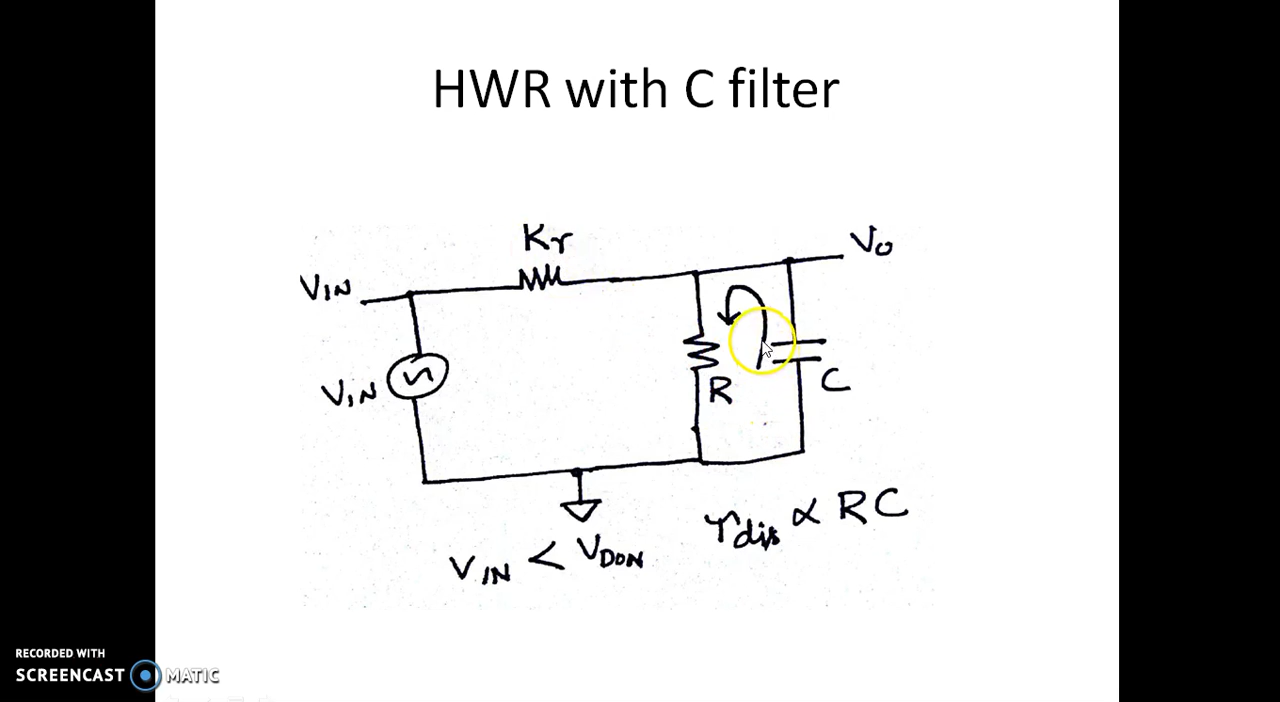 HWR with C filter
Kr
VIN
Vo
VIN
R
C
τdis ∝ RC
VIN < VDON
RECORDED WITH
SCREENCAST MATIC